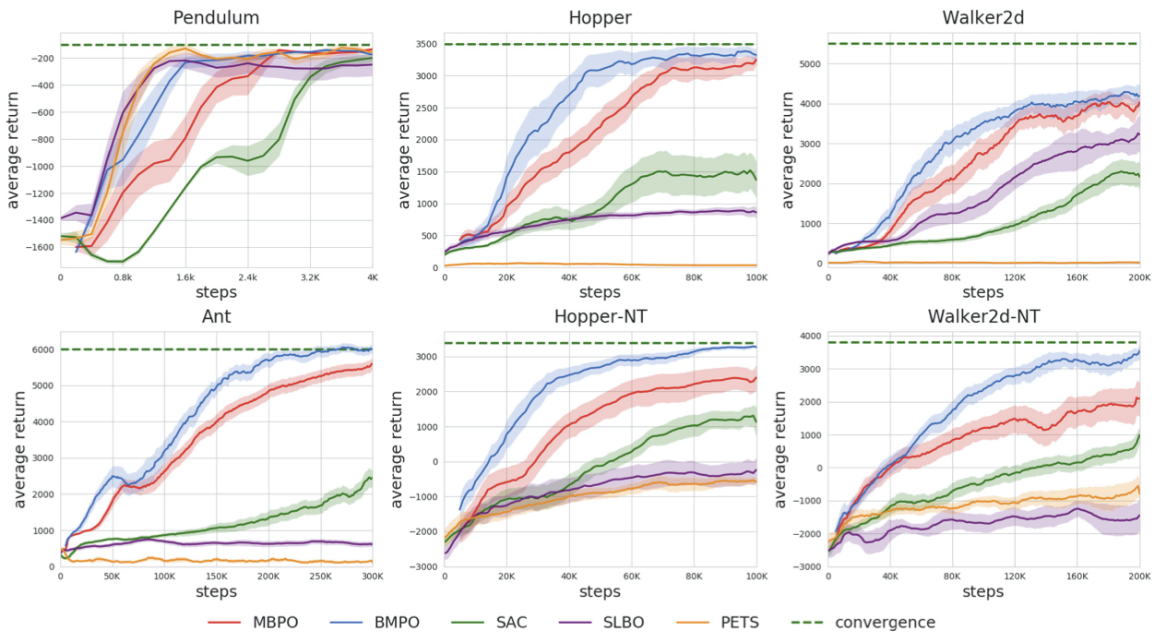 Pendulum
Hopper
Walker2d
average return
−200
−400
−600
−800
−1000
−1200
−1400
−1600
0
0.8K
1.6K
2.4K
3.2K
4K
steps
average return
3500
3000
2500
2000
1500
1000
500
0
0
20K
40K
60K
80K
100K
steps
average return
5000
4000
3000
2000
1000
0
0
40K
80K
120K
160K
200K
steps
Ant
Hopper-NT
Walker2d-NT
average return
6000
5000
4000
3000
2000
1000
0
0
50K
100K
150K
200K
250K
300K
steps
average return
3000
2000
1000
0
−1000
−2000
−3000
0
20K
40K
60K
80K
100K
steps
average return
4000
3000
2000
1000
0
−1000
−2000
−3000
0
40K
80K
120K
160K
200K
steps
MBPO BMPO SAC SLBO PETS convergence